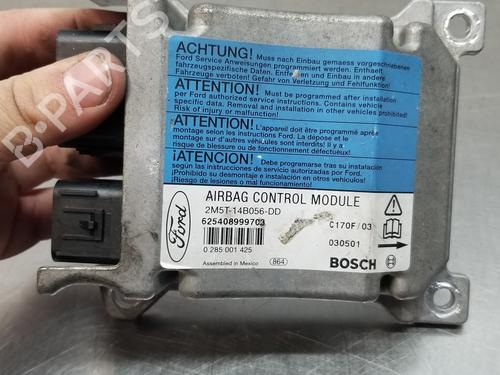 ACHTUNG! Muss nach Einbau gemaess vorgeschriebenen
Ford Service Anweisungen programmiert werden. Enthaelt
fahrzeugspezifische Daten. Ein- und Ausbau in andere
Fahrzeuge verboten! Gefahr von Verletzung und Fehlfunktion!
ATTENTION! Must be programmed after installation
per Ford authorized service instructions. Contains vehicle
specific data. Removal and installation in other vehicles prohibited!
Risk of injury or malfunction!
ATTENTION! L'appareil doit être programmé après
montage selon les instructions Ford. La dépose et le
montage sur d'autres véhicules sont interdits!
risque de blessure ou de fonctionnement défectueux!
¡ATENCION! Debe programarse tras su instalación
según las instrucciones de servicio autorizadas por Ford.
¡Prohibido su desmontaje e instalación en otros vehículos!
¡Riesgo de lesiones o mal funcionamiento!
Ford
AIRBAG CONTROL MODULE
2M5T-14B056-DD
625408999703
C170F/03
0 285 001 425
030501
Assembled in Mexico
864
BOSCH
B-PARTS